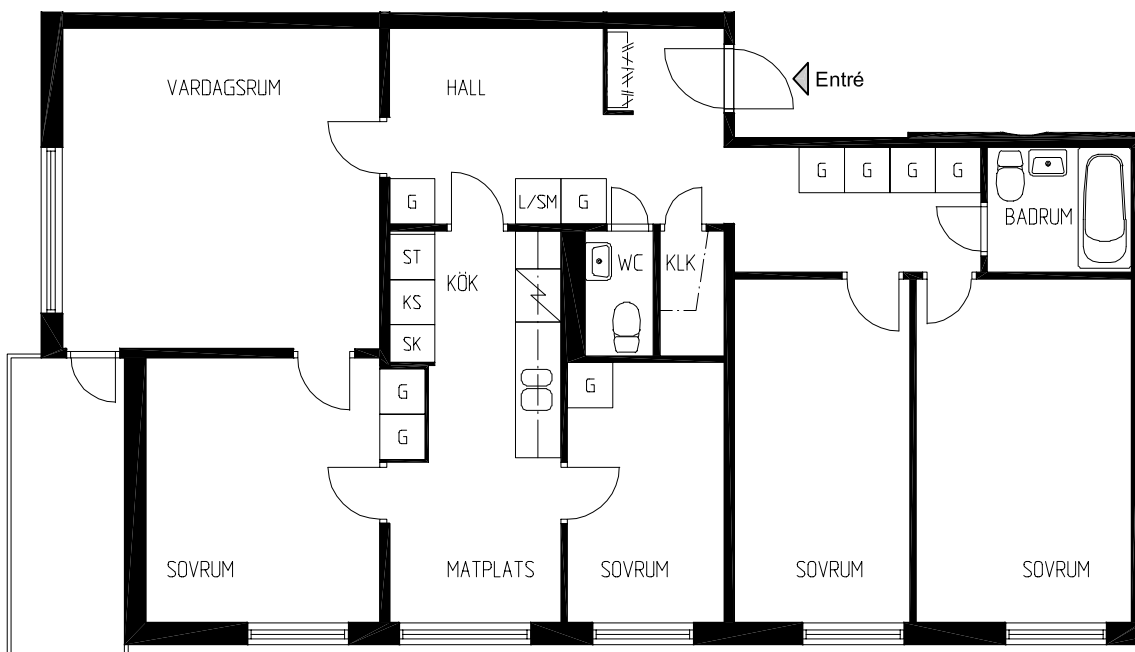 VARDAGSRUM
HALL
Entré
G
G
G
G
G
L/SM
G
BADRUM
ST
KÖK
WC
KLK
KS
SK
G
G
G
SOVRUM
MATPLATS
SOVRUM
SOVRUM
SOVRUM